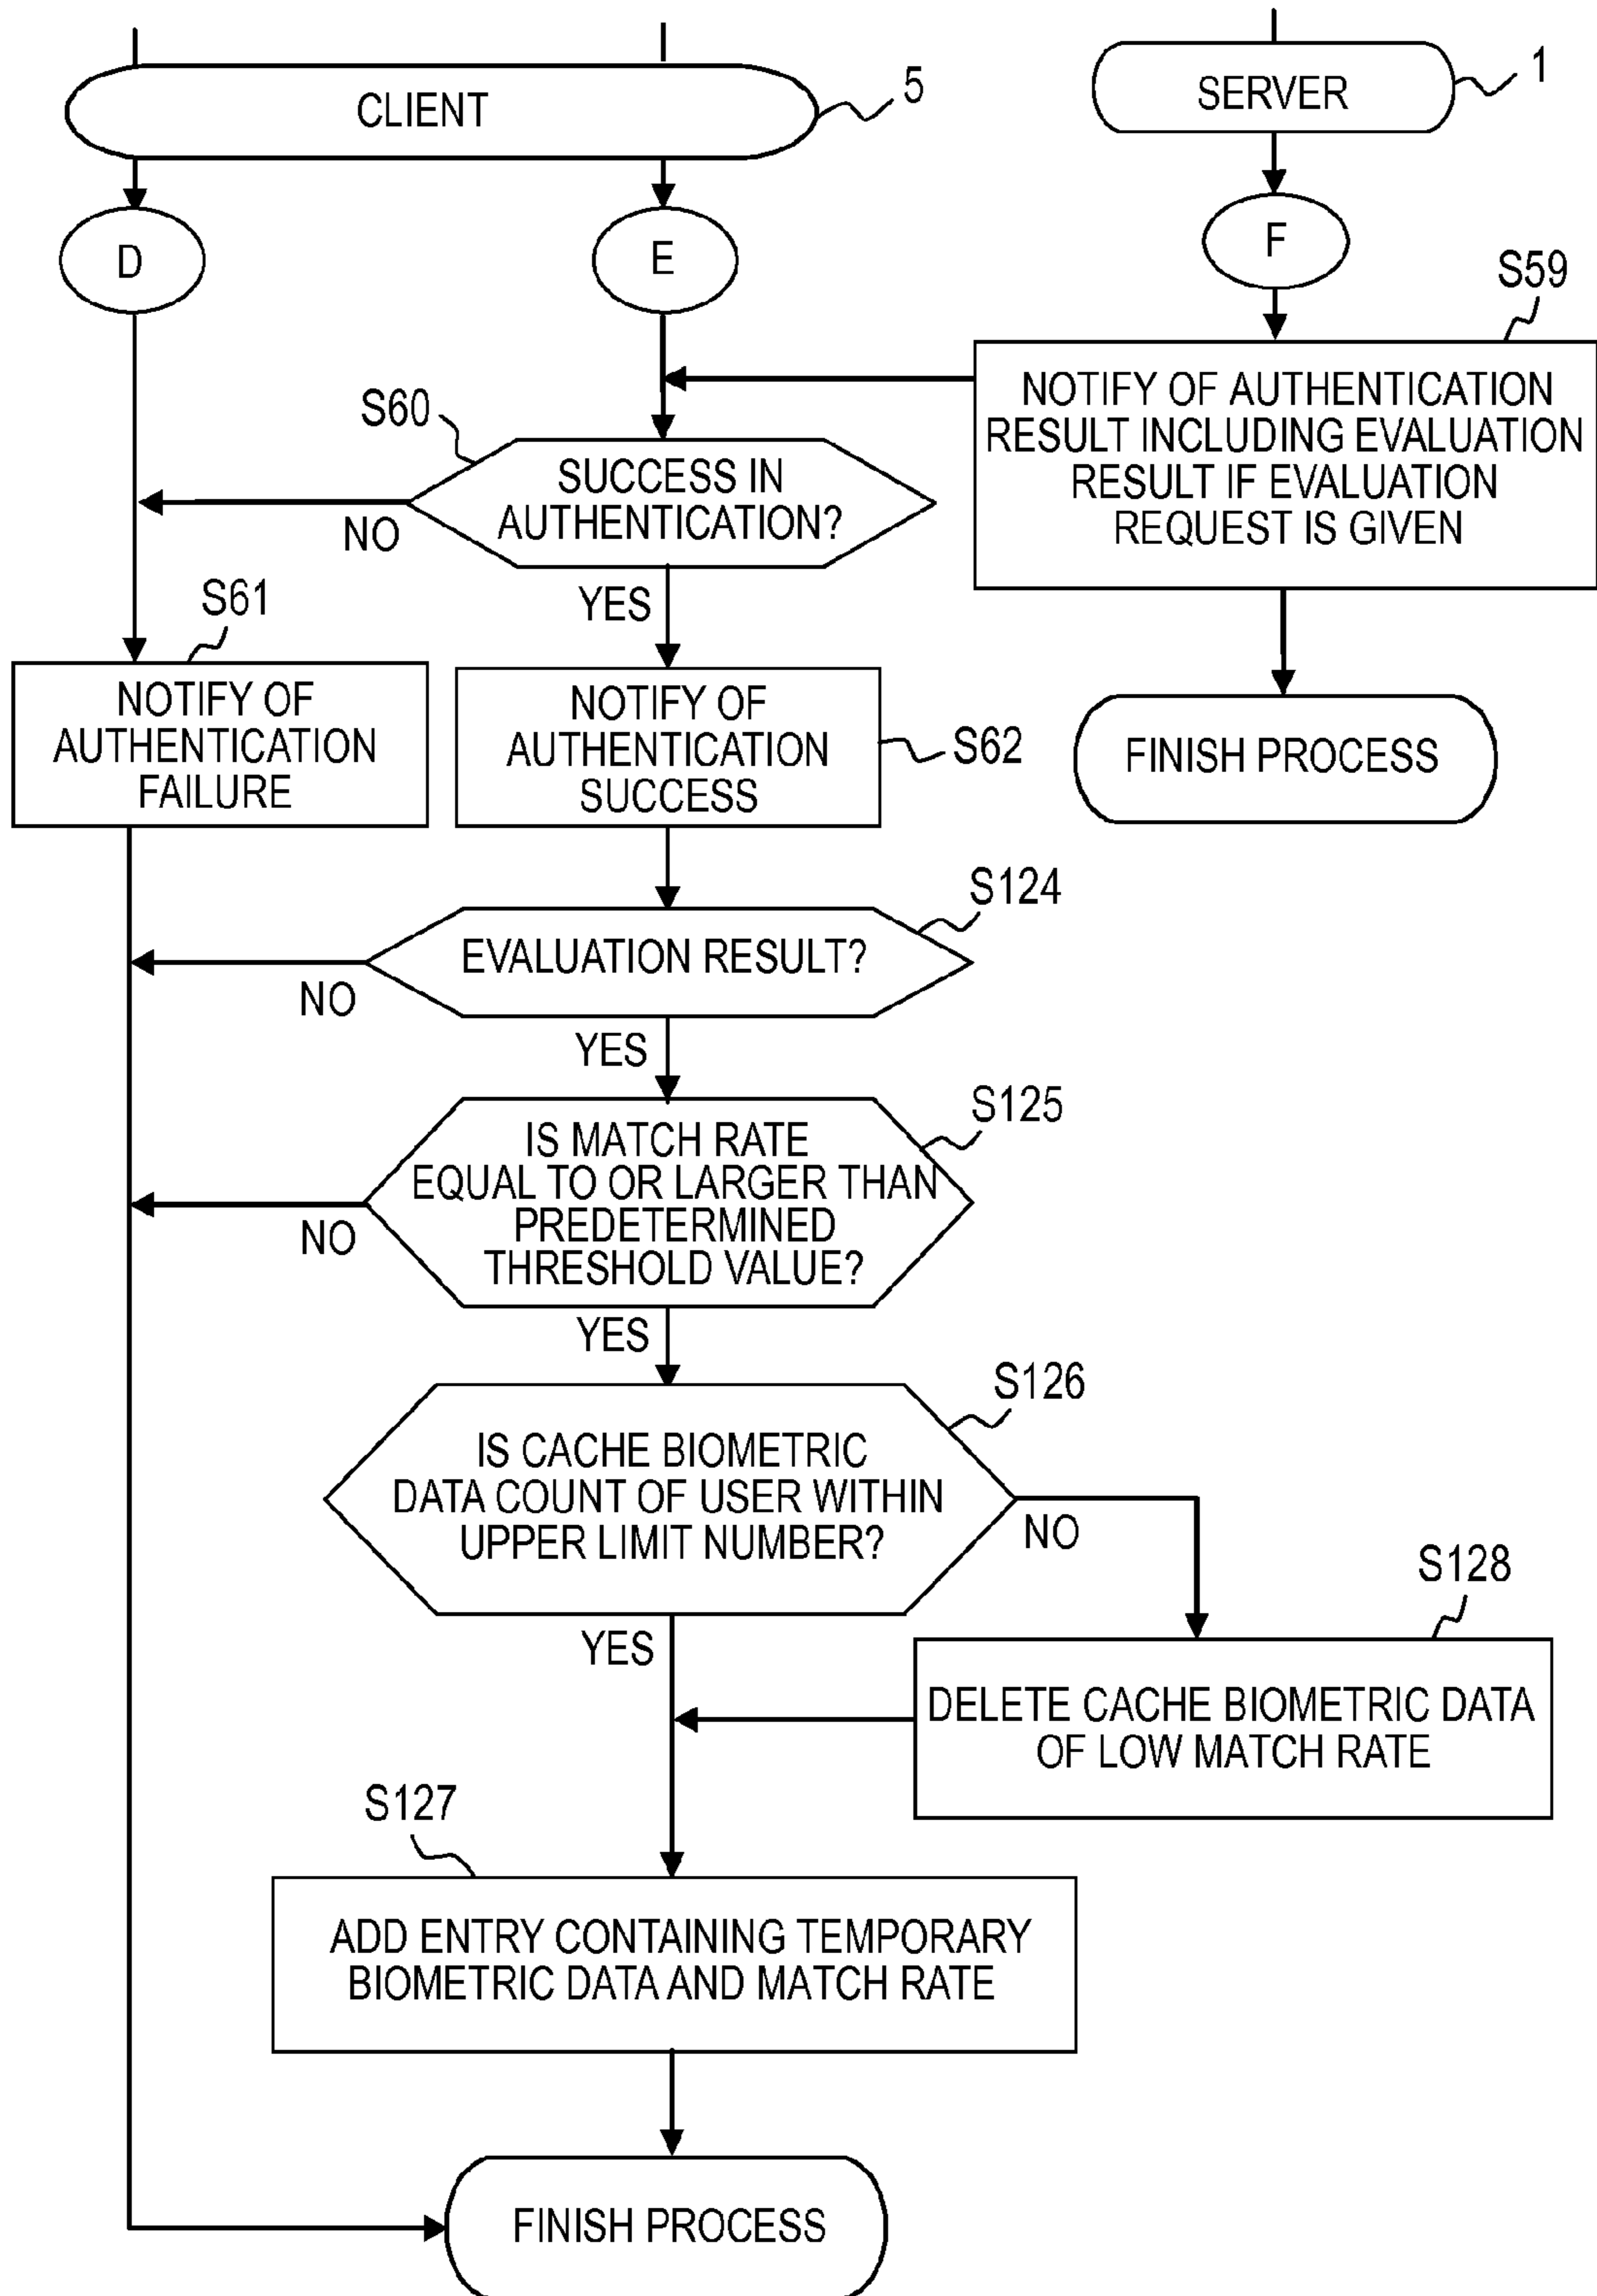 CLIENT
5
SERVER
1
D
E
F
S59
NOTIFY OF AUTHENTICATION
RESULT INCLUDING EVALUATION
RESULT IF EVALUATION
REQUEST IS GIVEN
S60
SUCCESS IN
AUTHENTICATION?
NO
YES
S61
NOTIFY OF
AUTHENTICATION
FAILURE
NOTIFY OF
AUTHENTICATION
SUCCESS
S62
FINISH PROCESS
S124
EVALUATION RESULT?
NO
YES
S125
IS MATCH RATE
EQUAL TO OR LARGER THAN
PREDETERMINED
THRESHOLD VALUE?
NO
YES
S126
IS CACHE BIOMETRIC
DATA COUNT OF USER WITHIN
UPPER LIMIT NUMBER?
NO
YES
S128
DELETE CACHE BIOMETRIC DATA
OF LOW MATCH RATE
S127
ADD ENTRY CONTAINING TEMPORARY
BIOMETRIC DATA AND MATCH RATE
FINISH PROCESS